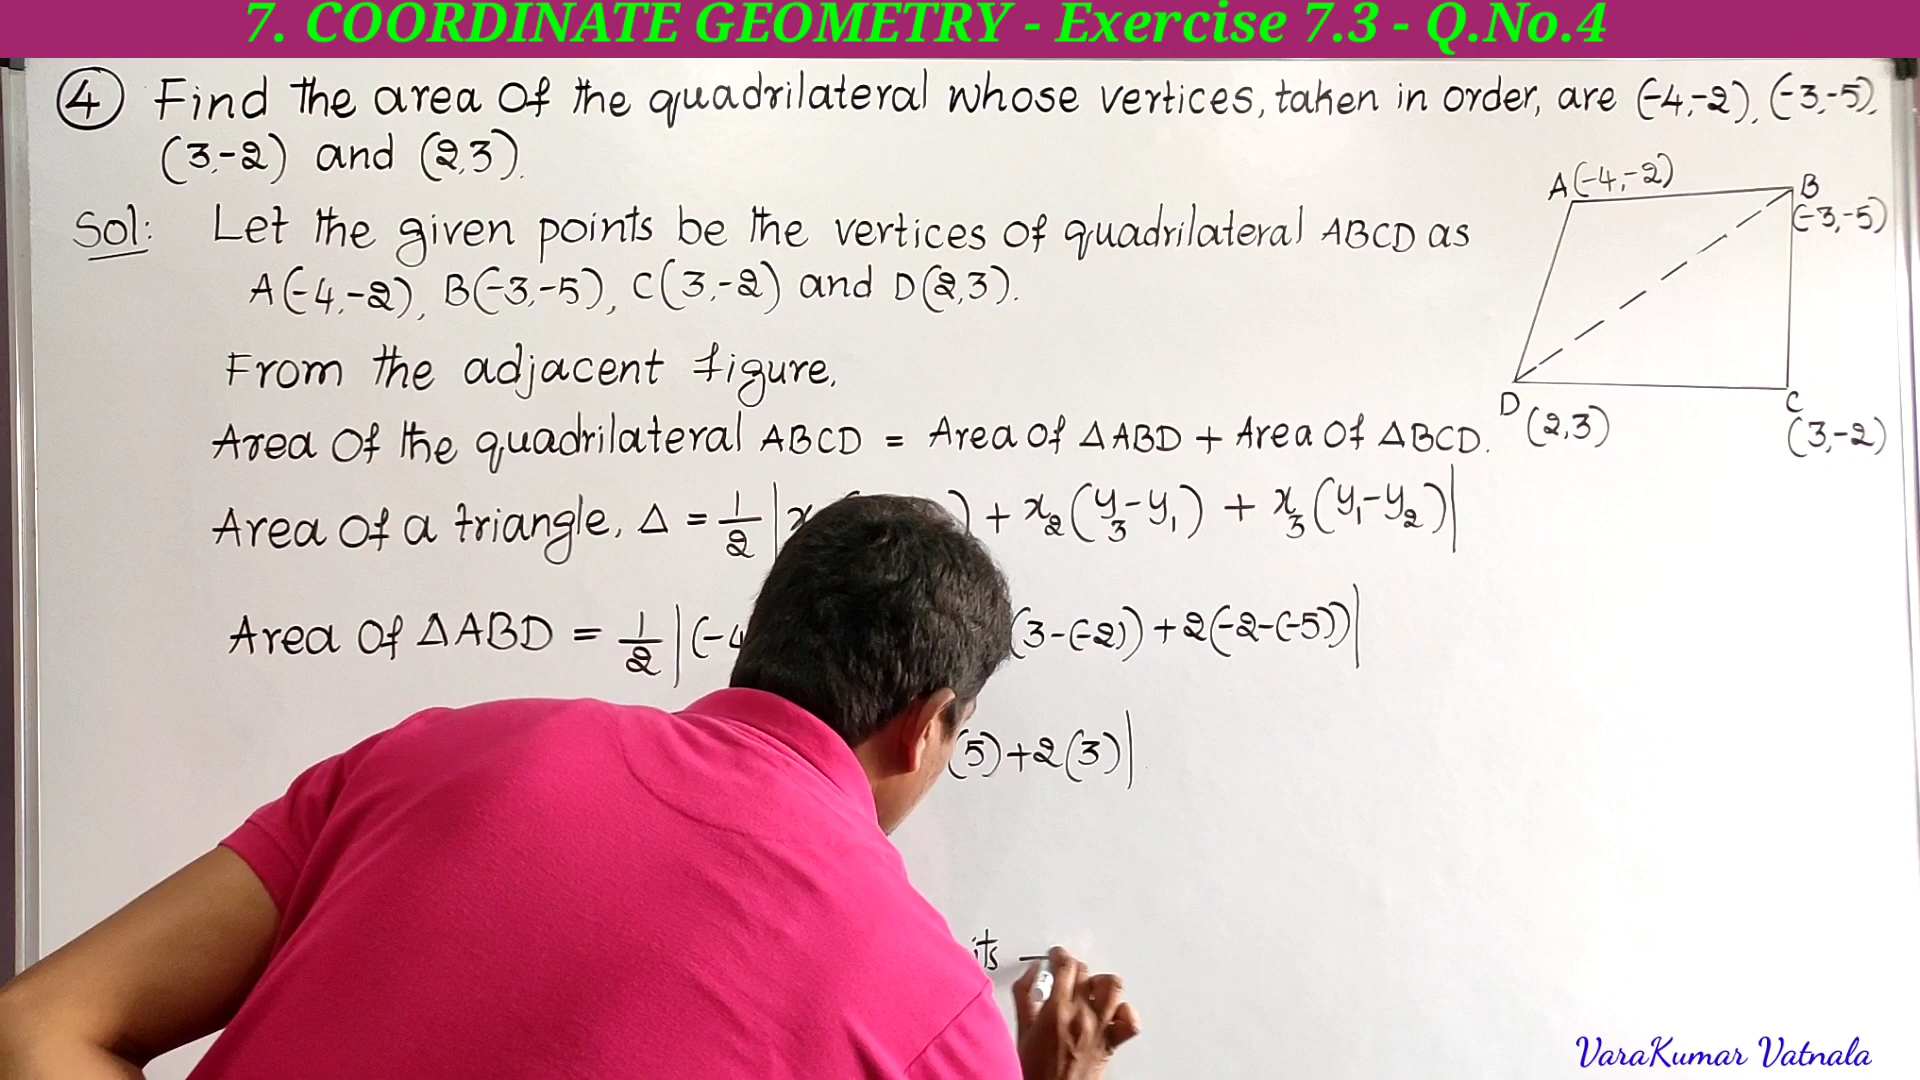 7. COORDINATE GEOMETRY - Exercise 7.3 - Q.No.4
④ Find the area of the quadrilateral whose vertices, taken in order, are (-4,-2), (-3,-5),
(3,-2) and (2,3).
A(-4,-2)
B
(-3,-5)
Sol: Let the given points be the vertices of quadrilateral ABCD as
A(-4,-2), B(-3,-5), C(3,-2) and D(2,3).
From the adjacent figure,
D (2,3)
C
(3,-2)
Area of the quadrilateral ABCD = Area of ΔABD + Area of ΔBCD.
Area of a triangle, Δ = 1/2 |x ) + x₂(y₃-y₁) + x₃(y₁-y₂)|
Area of ΔABD = 1/2 |(-4 (3-(-2)) + 2(-2-(-5))|
(5)+2(3)|
its
VaraKumar Vatnala